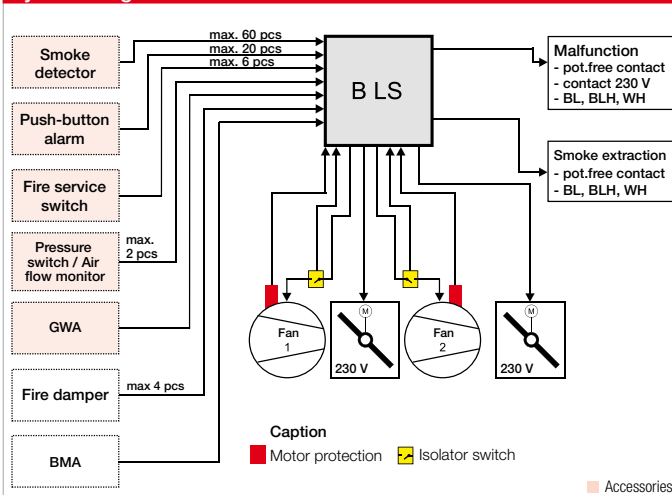 max. 60 pcs
max. 20 pcs
max. 6 pcs
Smoke
detector
Push-button
alarm
Fire service
switch
Pressure
switch / Air
flow monitor
max.
2 pcs
GWA
Fire damper
max 4 pcs
BMA
B LS
Malfunction
- pot.free contact
- contact 230 V
- BL, BLH, WH
Smoke extraction
- pot.free contact
- BL, BLH, WH
Fan
1
M
230 V
Fan
2
M
230 V
Caption
Motor protection
Isolator switch
Accessories